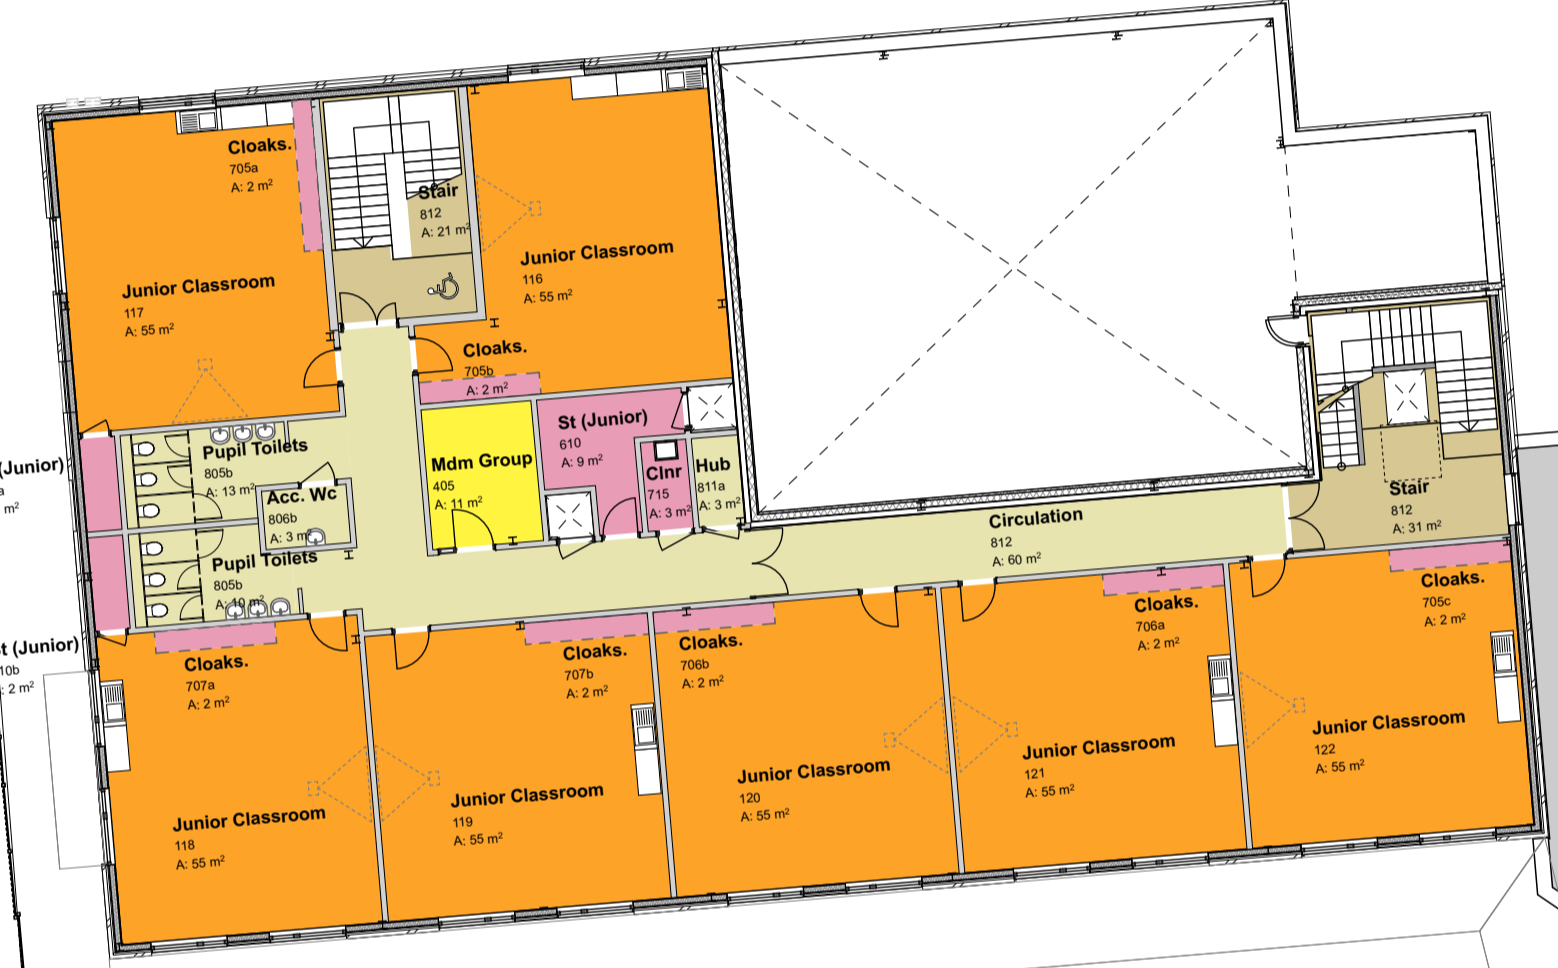 Cloaks.
705a
A: 2 m²
Stair
812
A: 21 m²
Junior Classroom
117
A: 55 m²
Junior Classroom
116
A: 55 m²
Cloaks.
705b
A: 2 m²
St (Junior)
610
A: 9 m²
Mdm Group
405
A: 11 m²
Clnr
715
A: 3 m²
Hub
811a
A: 3 m²
Pupil Toilets
805b
A: 13 m²
Acc. Wc
806b
A: 3 m²
Pupil Toilets
805b
A: 10 m²
(Junior)
a
m²
t (Junior)
10b
: 2 m²
Circulation
812
A: 60 m²
Stair
812
A: 31 m²
Cloaks.
707a
A: 2 m²
Cloaks.
707b
A: 2 m²
Cloaks.
706b
A: 2 m²
Cloaks.
706a
A: 2 m²
Cloaks.
705c
A: 2 m²
Junior Classroom
118
A: 55 m²
Junior Classroom
119
A: 55 m²
Junior Classroom
120
A: 55 m²
Junior Classroom
121
A: 55 m²
Junior Classroom
122
A: 55 m²